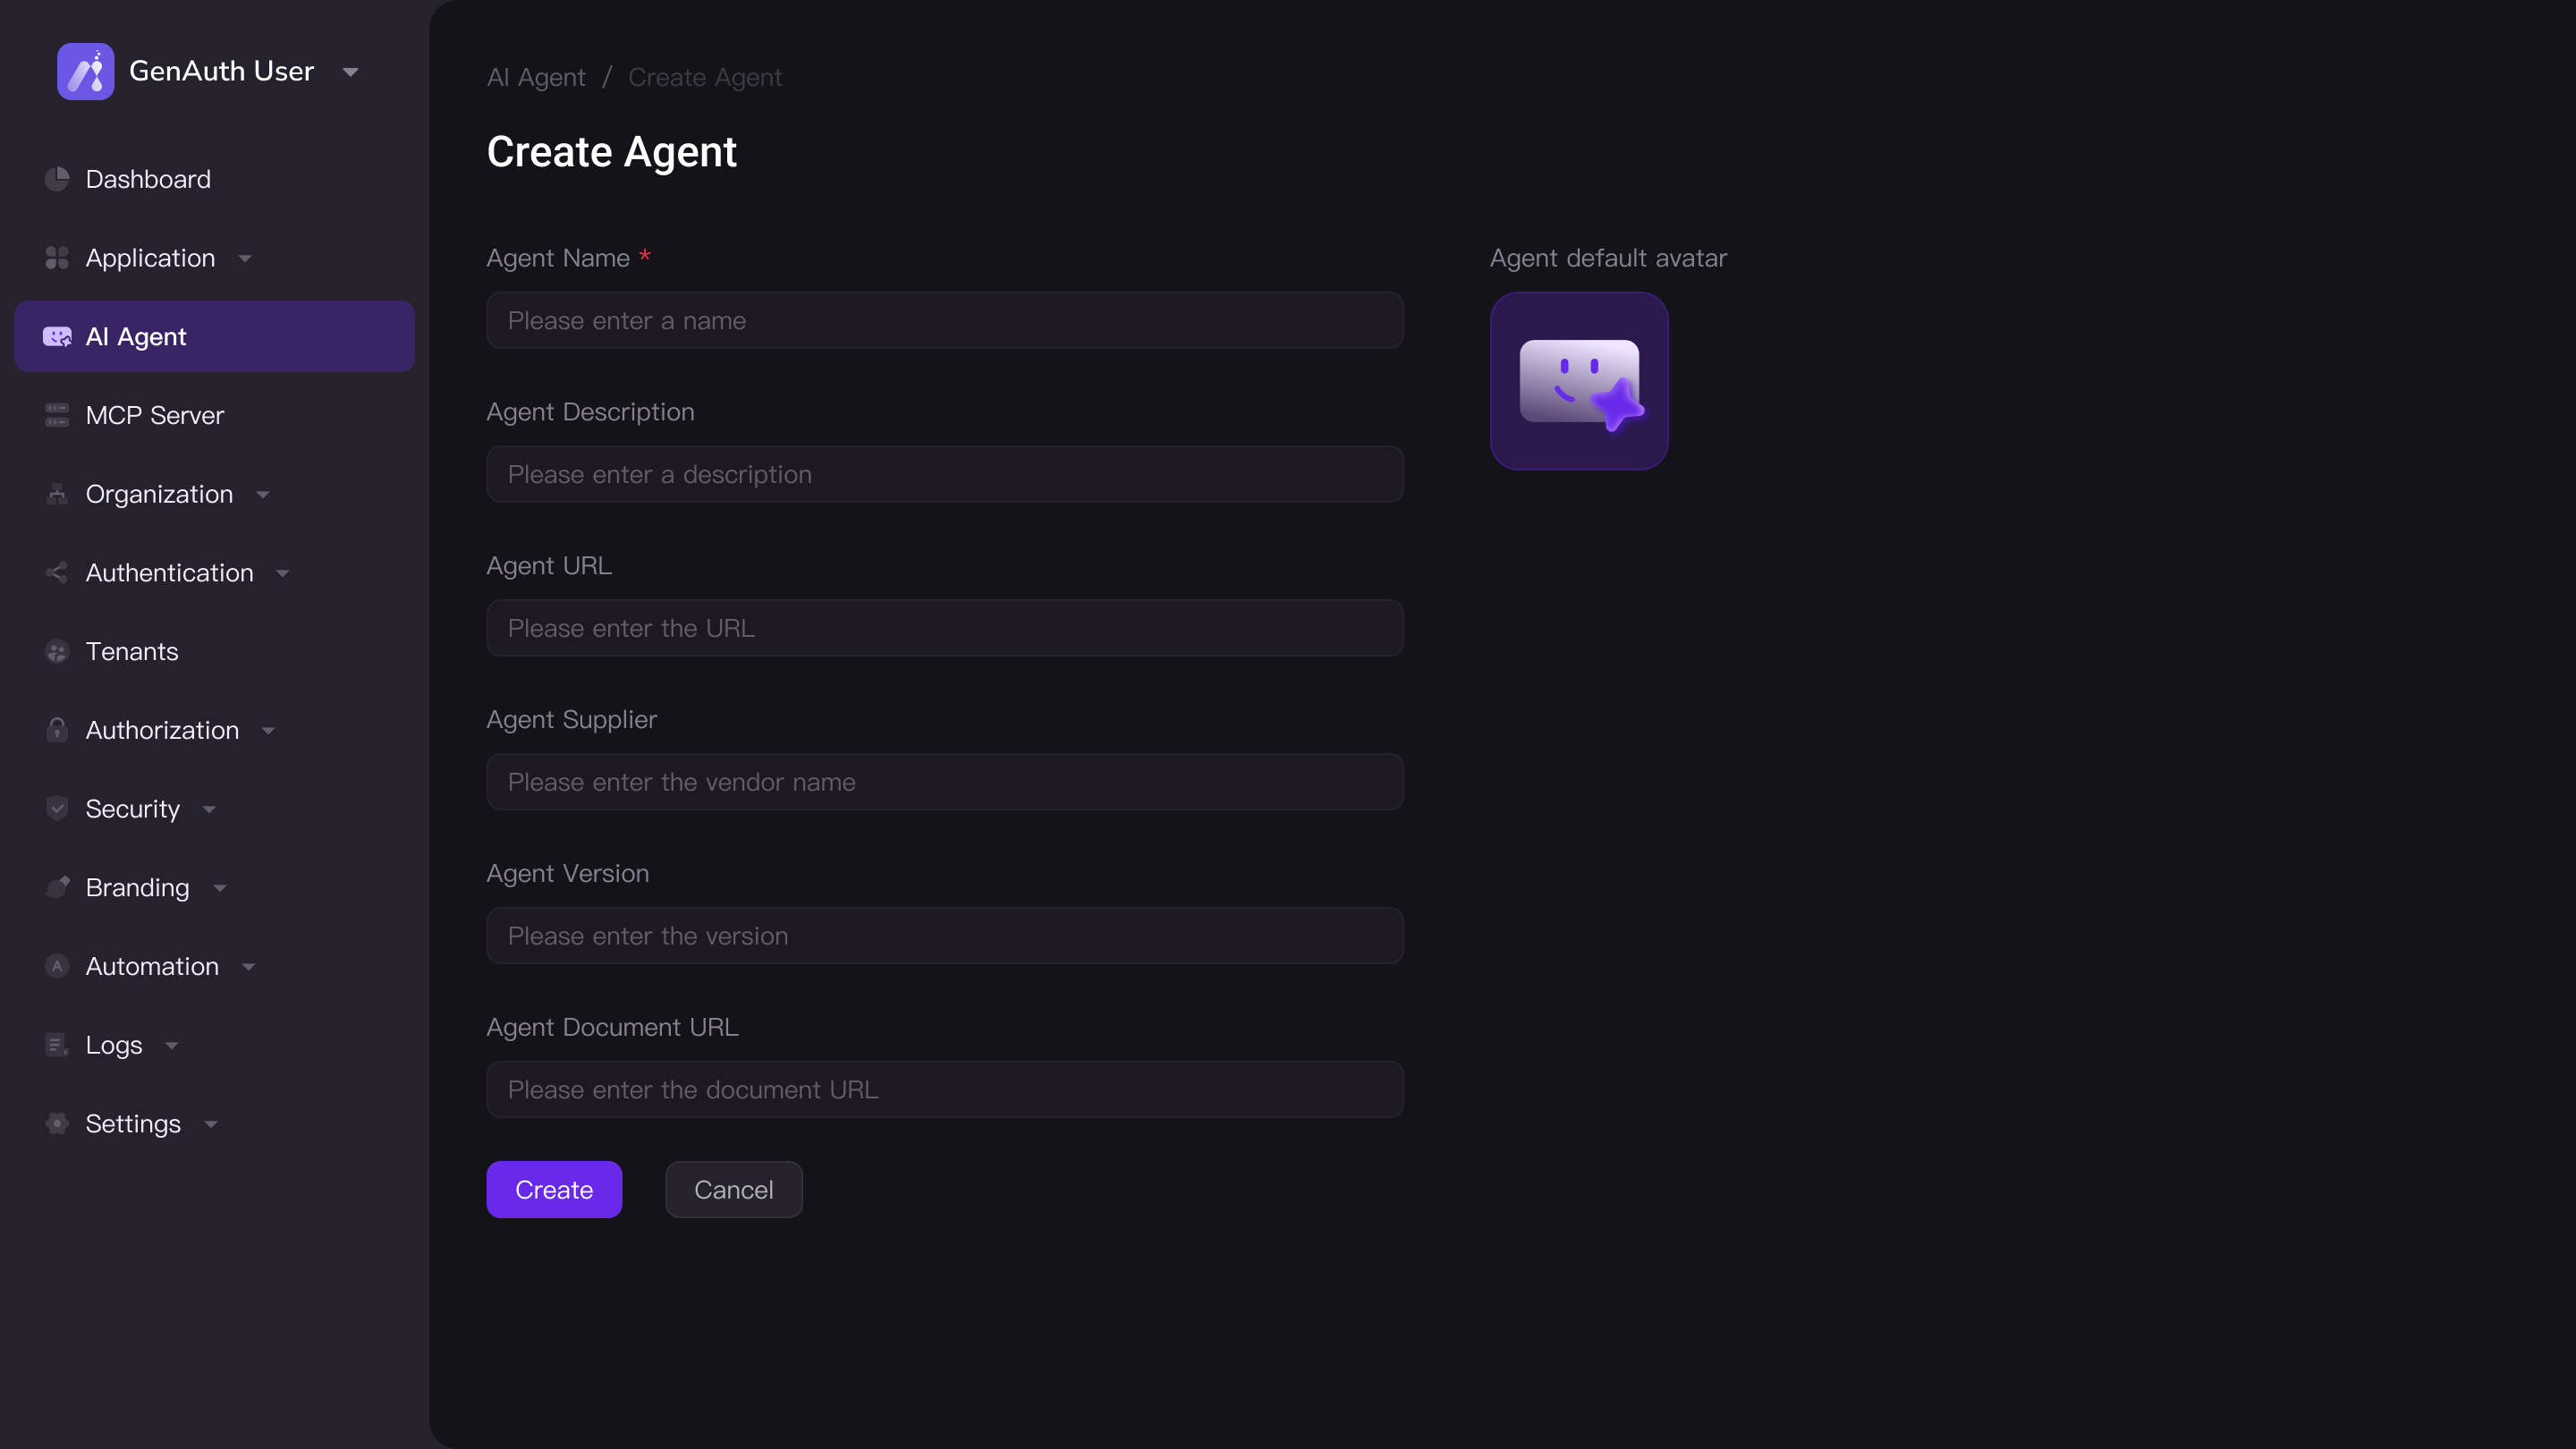 GenAuth User
Dashboard
Application
AI Agent
MCP Server
Organization
Authentication
Tenants
Authorization
Security
Branding
Automation
Logs
Settings
AI Agent / Create Agent
Create Agent
Agent Name *
Please enter a name
Agent Description
Please enter a description
Agent URL
Please enter the URL
Agent Supplier
Please enter the vendor name
Agent Version
Please enter the version
Agent Document URL
Please enter the document URL
Create
Cancel
Agent default avatar